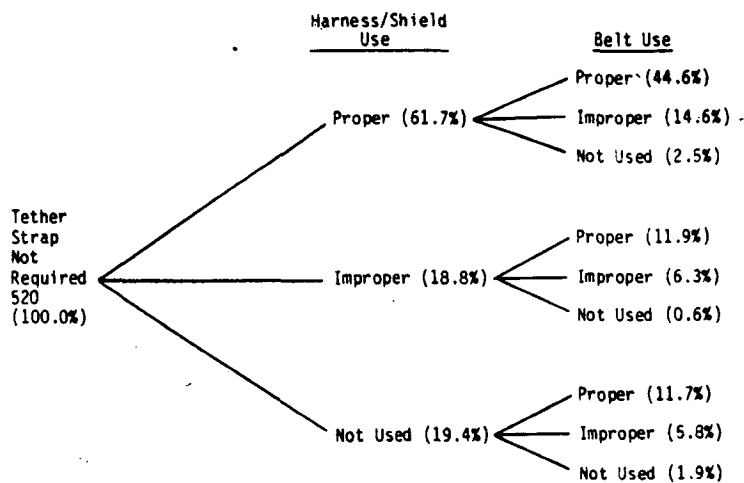 Harness/Shield
Use
Belt Use
Proper (44.6%)
Proper (61.7%)
Improper (14.6%)
Not Used (2.5%)
Tether
Strap
Not
Required
520
(100.0%)
Proper (11.9%)
Improper (18.8%)
Improper (6.3%)
Not Used (0.6%)
Proper (11.7%)
Not Used (19.4%)
Improper (5.8%)
Not Used (1.9%)